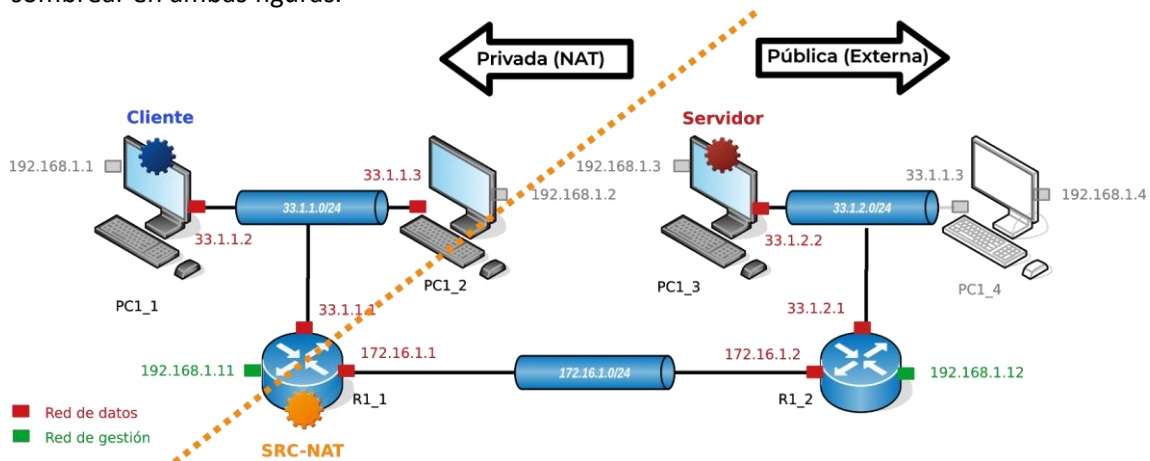 sombrear en ambas figuras.
Privada (NAT)
Pública (Externa)
Cliente
Servidor
192.168.1.1
33.1.1.3
192.168.1.3
33.1.1.3
192.168.1.2
192.168.1.4
33.1.1.0/24
33.1.2.0/24
33.1.1.2
33.1.2.2
PC1_1
PC1_2
PC1_3
PC1_4
33.1.1.1
33.1.2.1
172.16.1.1
172.16.1.2
192.168.1.11
172.16.1.0/24
192.168.1.12
R1_1
R1_2
Red de datos
Red de gestión
SRC-NAT